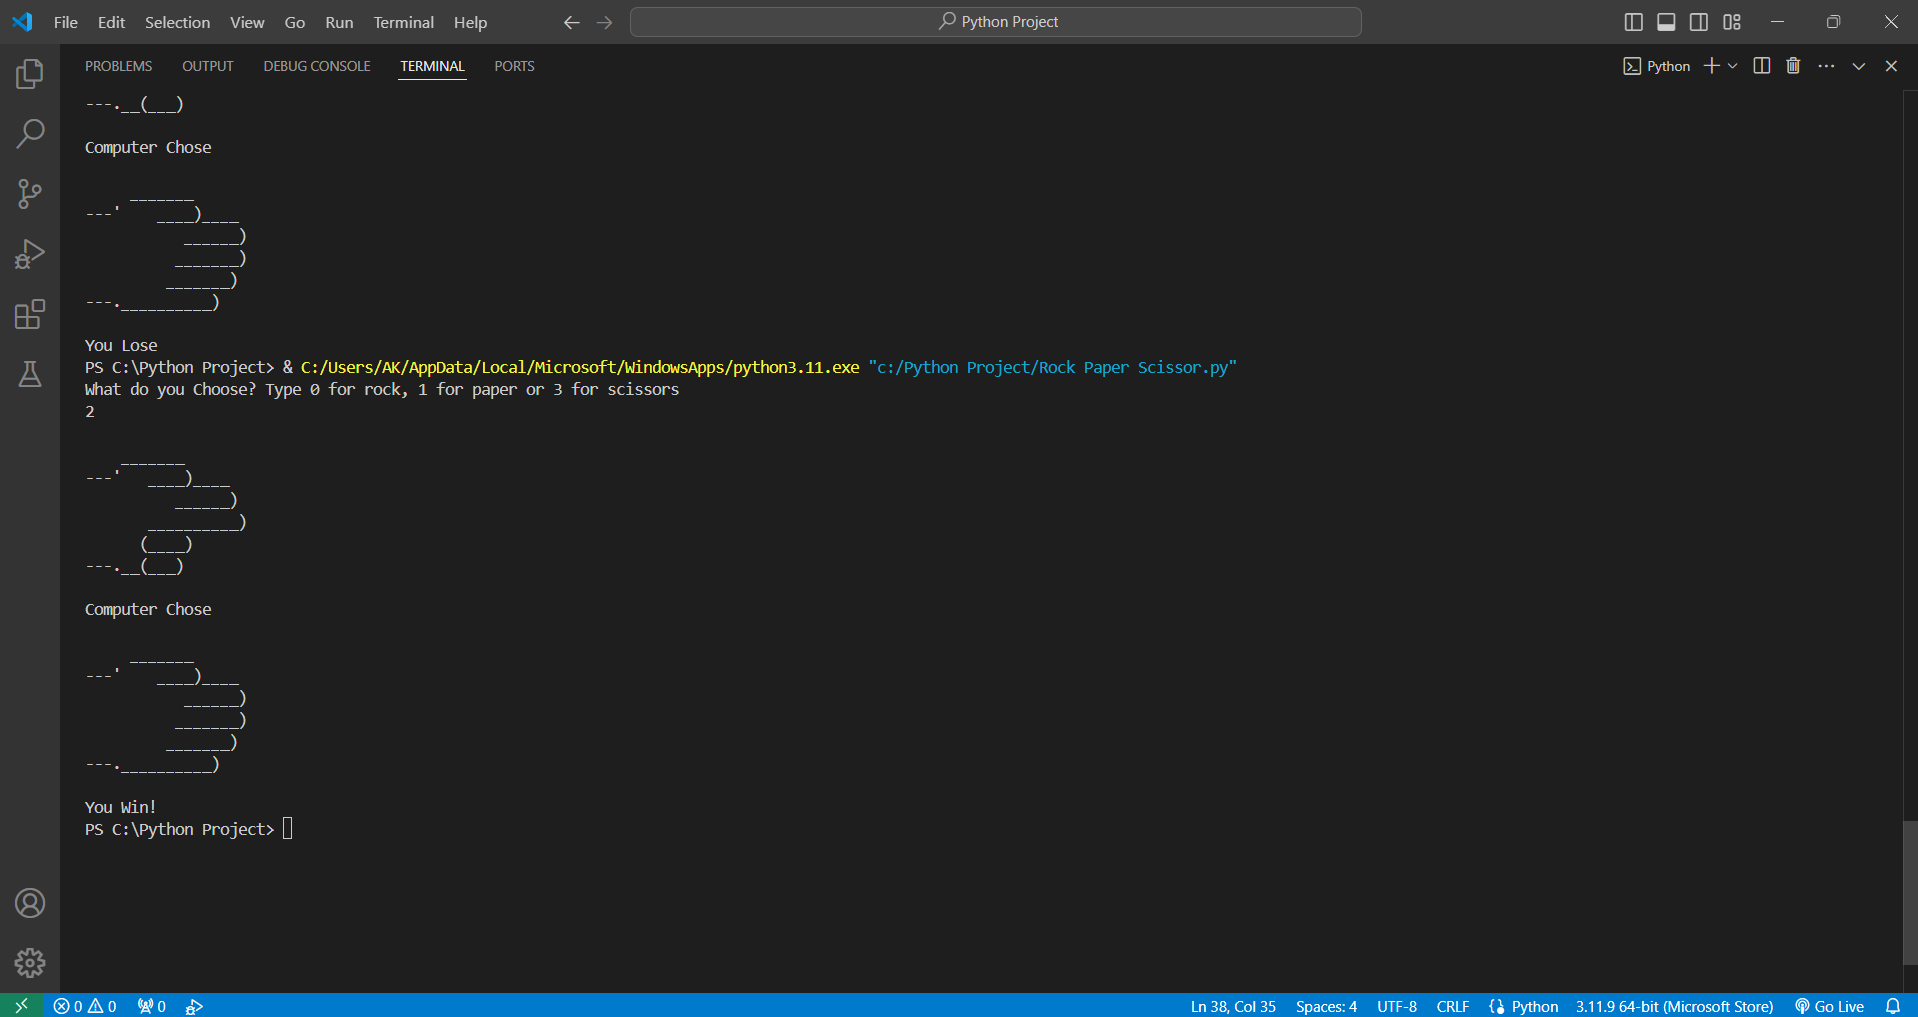 File Edit Selection View Go Run Terminal Help Python Project
PROBLEMS OUTPUT DEBUG CONSOLE TERMINAL PORTS Python
---.__(___)
Computer Chose
     _______
---'    ____)____
           ______)
          _______)
         _______)
---.__________)
You Lose
PS C:\Python Project> & C:/Users/AK/AppData/Local/Microsoft/WindowsApps/python3.11.exe "c:/Python Project/Rock Paper Scissor.py"
What do you Choose? Type 0 for rock, 1 for paper or 3 for scissors
2
    _______
---'   ____)____
          ______)
       __________)
      (____)
---.__(___)
Computer Chose
     _______
---'    ____)____
           ______)
          _______)
         _______)
---.__________)
You Win!
PS C:\Python Project>
0 0 0 Ln 38, Col 35 Spaces: 4 UTF-8 CRLF Python 3.11.9 64-bit (Microsoft Store) Go Live